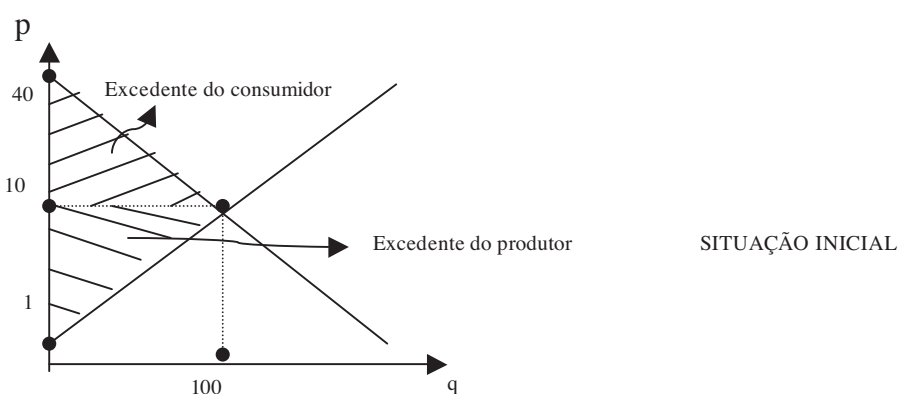 p
40
Excedente do consumidor
10
Excedente do produtor
SITUAÇÃO INICIAL
1
100
q